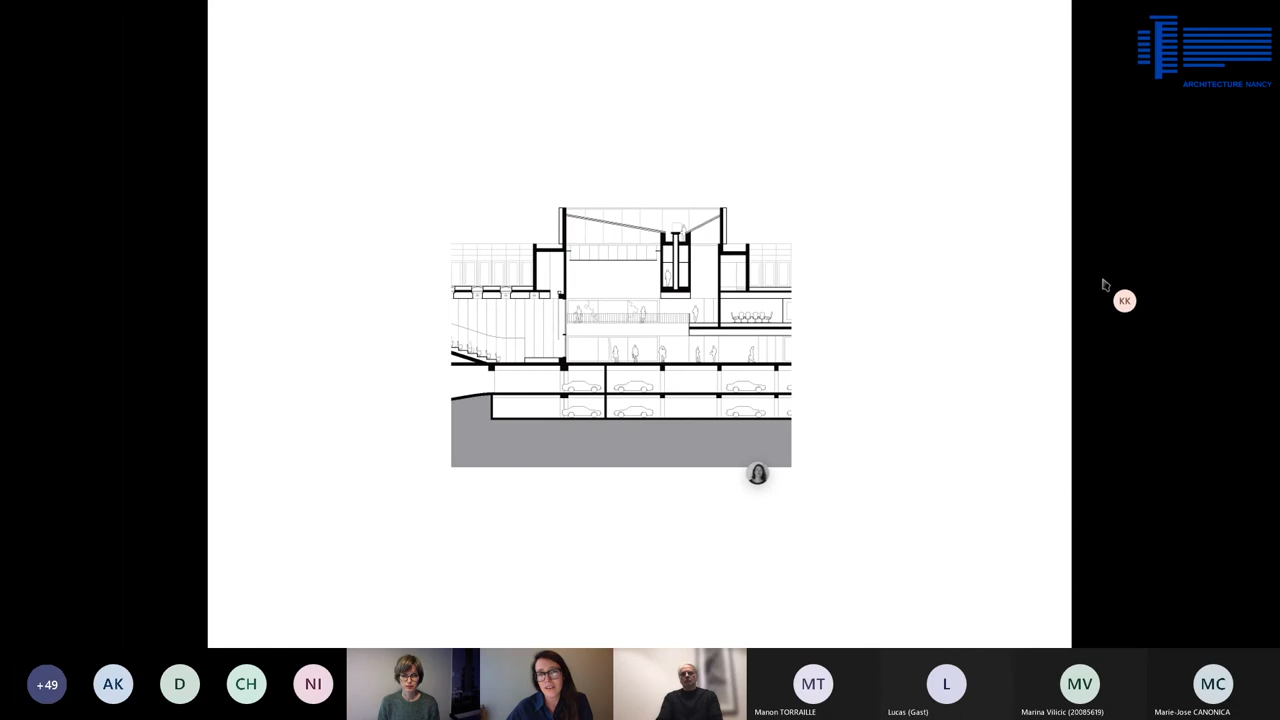 ARCHITECTURE NANCY
KK
+49
AK
D
CH
NI
MT
L
MV
MC
Manon TORRAILLE
Lucas (Gast)
Marina Vilicic (20085619)
Marie-Jose CANONICA